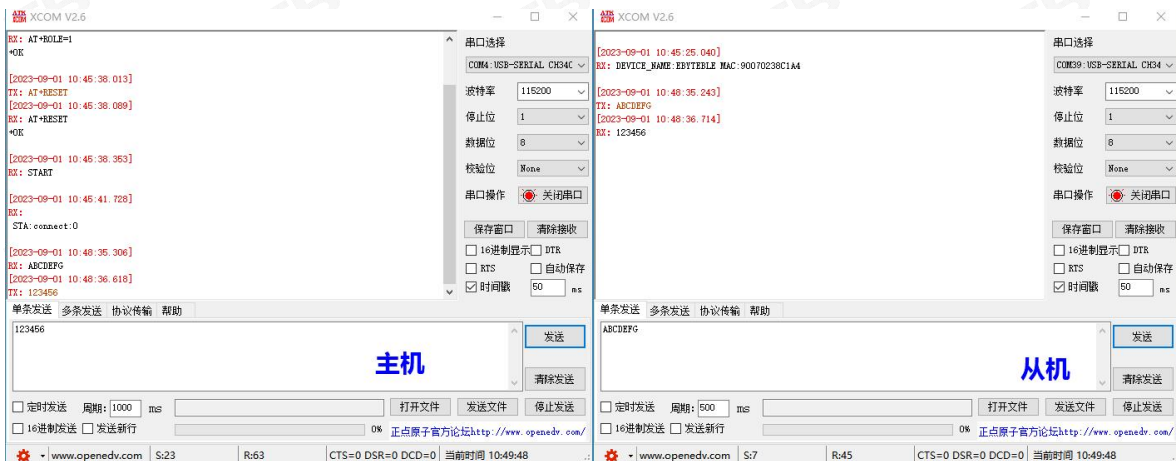 XCOM V2.6
RX: AT+ROLE=1
+OK
[2023-09-01 10:45:38.013]
TX: AT+RESET
[2023-09-01 10:45:38.089]
RX: AT+RESET
+OK
[2023-09-01 10:45:38.353]
RX: START
[2023-09-01 10:45:41.728]
RX:
STA:connect:0
[2023-09-01 10:48:35.306]
RX: ABCDEFG
[2023-09-01 10:48:36.618]
TX: 123456
串口选择
COM4:USB-SERIAL CH340
波特率 115200
停止位 1
数据位 8
校验位 None
串口操作 关闭串口
保存窗口 清除接收
16进制显示 DTR
RTS 自动保存
时间戳 50 ms
单条发送 多条发送 协议传输 帮助
123456
主机
发送
清除发送
定时发送 周期: 1000 ms 打开文件 发送文件 停止发送
16进制发送 发送新行 0% 正点原子官方论坛http://www.openedv.com/
www.openedv.com S:23 R:63 CTS=0 DSR=0 DCD=0 当前时间 10:49:48
XCOM V2.6
[2023-09-01 10:45:25.040]
RX: DEVICE_NAME:EBYTEBLE MAC:90070238C1A4
[2023-09-01 10:48:35.243]
TX: ABCDEFG
[2023-09-01 10:48:36.714]
RX: 123456
串口选择
COM39:USB-SERIAL CH34
波特率 115200
停止位 1
数据位 8
校验位 None
串口操作 关闭串口
保存窗口 清除接收
16进制显示 DTR
RTS 自动保存
时间戳 50 ms
单条发送 多条发送 协议传输 帮助
ABCDEFG
从机
发送
清除发送
定时发送 周期: 500 ms 打开文件 发送文件 停止发送
16进制发送 发送新行 0% 正点原子官方论坛http://www.openedv.com/
www.openedv.com S:7 R:45 CTS=0 DSR=0 DCD=0 当前时间 10:49:48